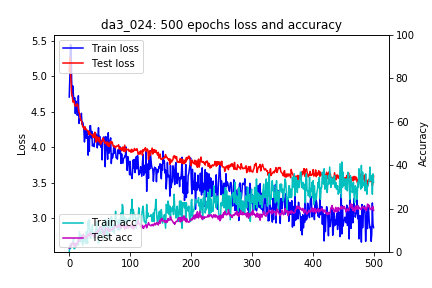 da3_024: 500 epochs loss and accuracy
5.5
5.0
4.5
4.0
3.5
3.0
Loss
Train loss
Test loss
Train acc
Test acc
100
80
60
40
20
0
Accuracy
0
100
200
300
400
500